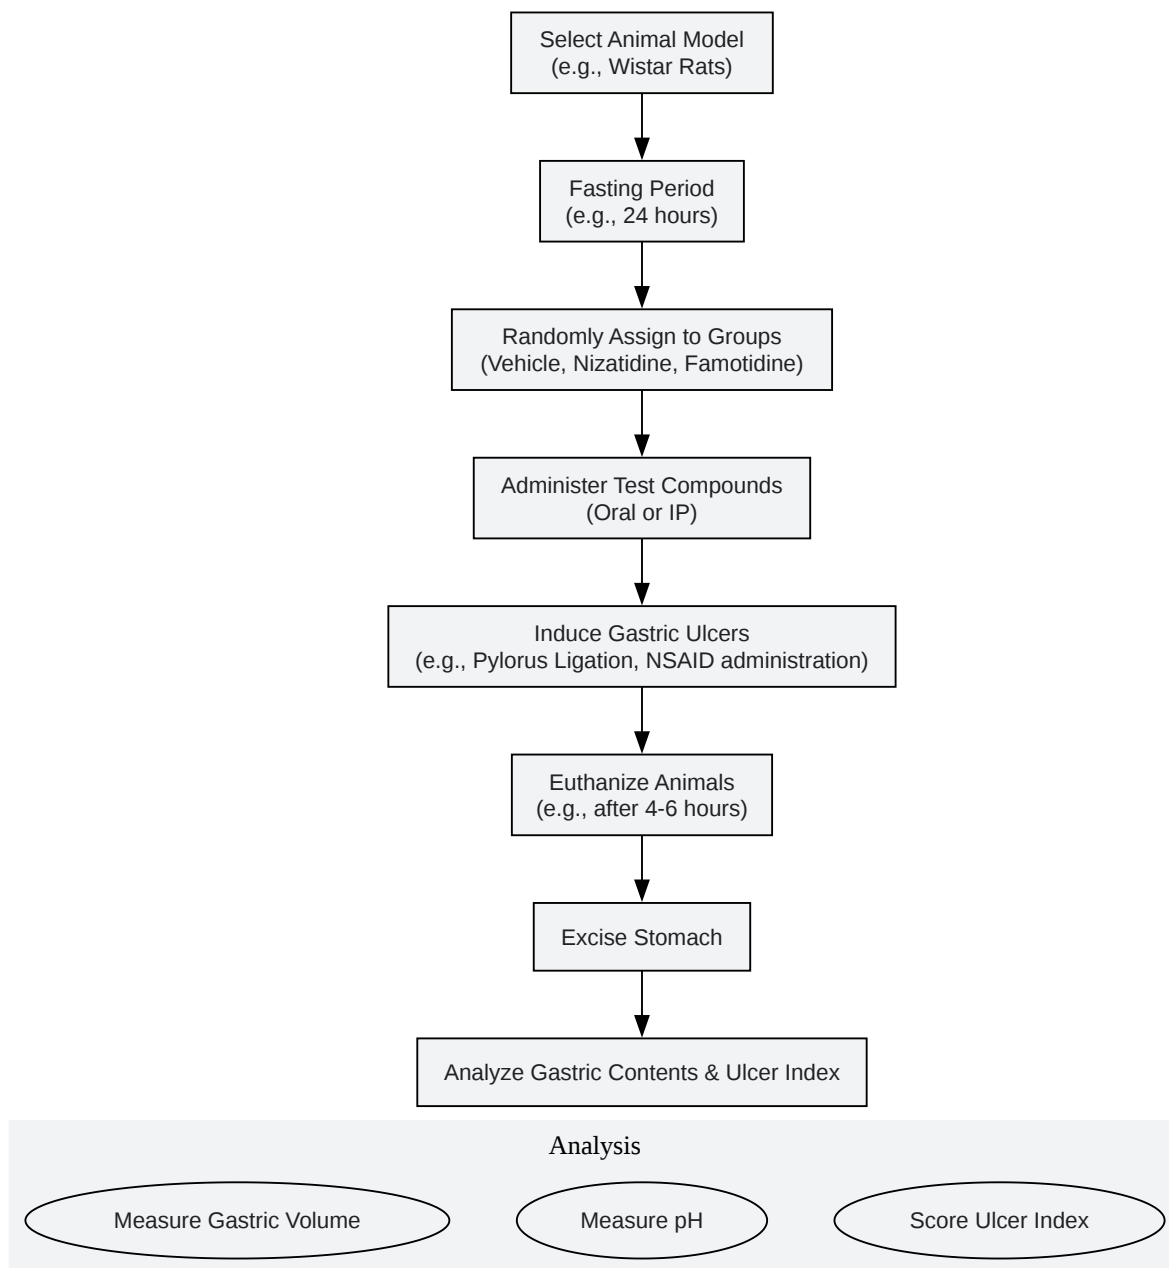 Select Animal Model
(e.g., Wistar Rats)
Fasting Period
(e.g., 24 hours)
Randomly Assign to Groups
(Vehicle, Nizatidine, Famotidine)
Administer Test Compounds
(Oral or IP)
Induce Gastric Ulcers
(e.g., Pylorus Ligation, NSAID administration)
Euthanize Animals
(e.g., after 4-6 hours)
Excise Stomach
Analyze Gastric Contents & Ulcer Index
Analysis
Measure Gastric Volume
Measure pH
Score Ulcer Index